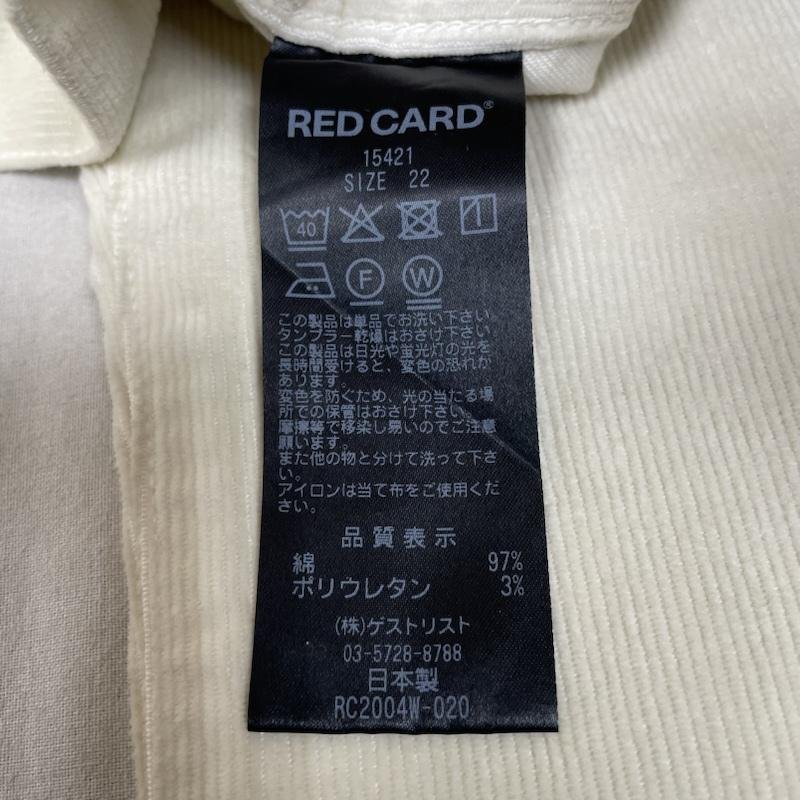 RED CARD®
15421
SIZE 22
40
F W
この製品は単品でお洗い下さい
タンブラー乾燥はおさけ下さい
この製品は日光や蛍光灯の光を
長時間受けると、変色の恐れが
あります。
変色を防ぐため、光の当たる場
所での保管はおさけ下さい。
摩擦等で移染し易いのでご注意
願います。
また他の物と分けて洗って下さ
い。
アイロンは当て布をご使用くだ
さい。
品質表示
綿 97%
ポリウレタン 3%
(株)ゲストリスト
03-5728-8788
日本製
RC2004W-020